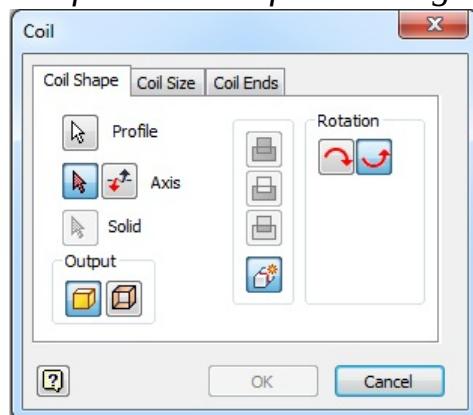 Coil
Coil Shape Coil Size Coil Ends
Profile
Axis
Solid
Output
Rotation
OK Cancel